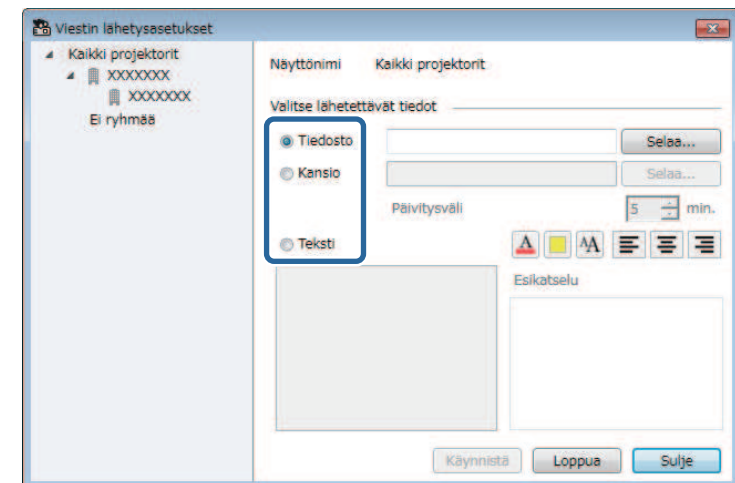 Viestin lähetysasetukset
Kaikki projektorit
XXXXXXX
XXXXXXX
Ei ryhmää
Näyttönimi Kaikki projektorit
Valitse lähetettävät tiedot
Tiedosto Selaa...
Kansio Selaa...
Päivitysväli 5 min.
Teksti A AA
Esikatselu
Käynnistä Loppua Sulje